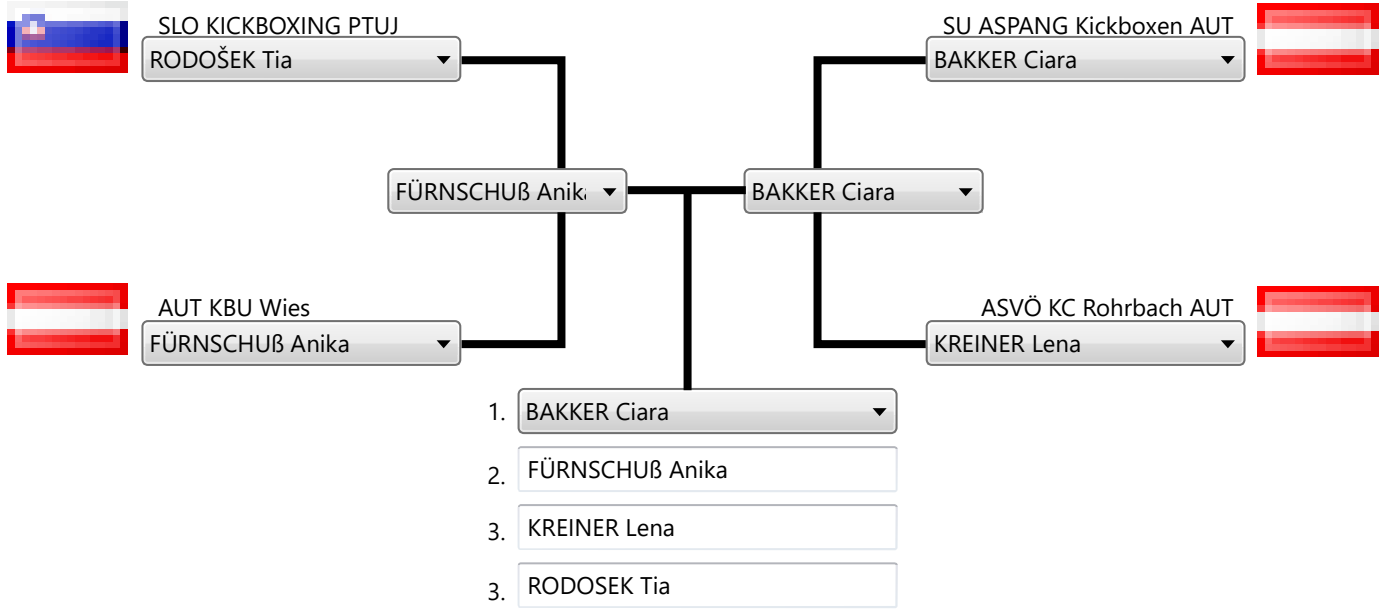 SLO KICKBOXING PTUJ
RODOŠEK Tia
SU ASPANG Kickboxen AUT
BAKKER Ciara
FÜRNSCHUß Anika
BAKKER Ciara
AUT KBU Wies
FÜRNSCHUß Anika
ASVÖ KC Rohrbach AUT
KREINER Lena
1. BAKKER Ciara
2. FÜRNSCHUß Anika
3. KREINER Lena
3. RODOSEK Tia